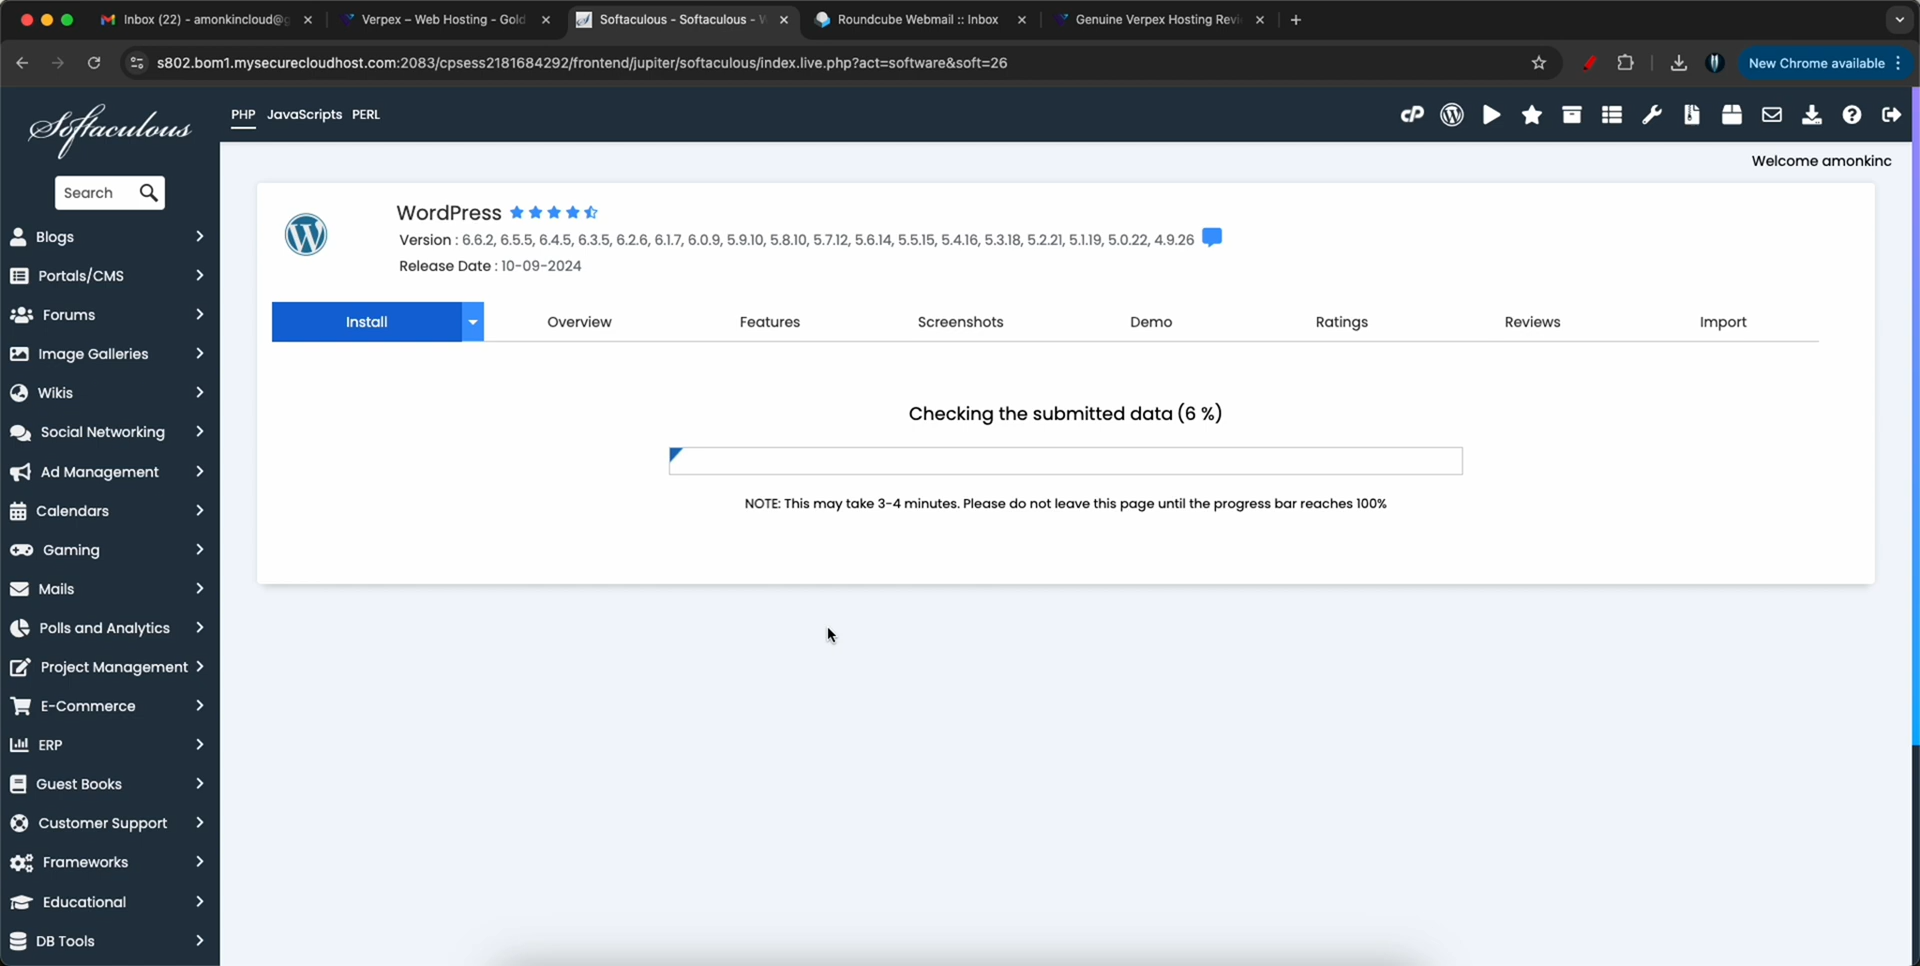 Inbox (22) - amonkincloud@g
Verpex – Web Hosting - Gold
Softaculous - Softaculous - W
Roundcube Webmail :: Inbox
Genuine Verpex Hosting Revi
s802.bom1.mysecurecloudhost.com:2083/cpsess2181684292/frontend/jupiter/softaculous/index.live.php?act=software&soft=26
New Chrome available
Softaculous
PHP JavaScripts PERL
Welcome amonkinc
Search
Blogs
Portals/CMS
Forums
Image Galleries
Wikis
Social Networking
Ad Management
Calendars
Gaming
Mails
Polls and Analytics
Project Management
E-Commerce
ERP
Guest Books
Customer Support
Frameworks
Educational
DB Tools
WordPress
Version : 6.6.2, 6.5.5, 6.4.5, 6.3.5, 6.2.6, 6.1.7, 6.0.9, 5.9.10, 5.8.10, 5.7.12, 5.6.14, 5.5.15, 5.4.16, 5.3.18, 5.2.21, 5.1.19, 5.0.22, 4.9.26
Release Date : 10-09-2024
Install Overview Features Screenshots Demo Ratings Reviews Import
Checking the submitted data (6 %)
NOTE: This may take 3-4 minutes. Please do not leave this page until the progress bar reaches 100%